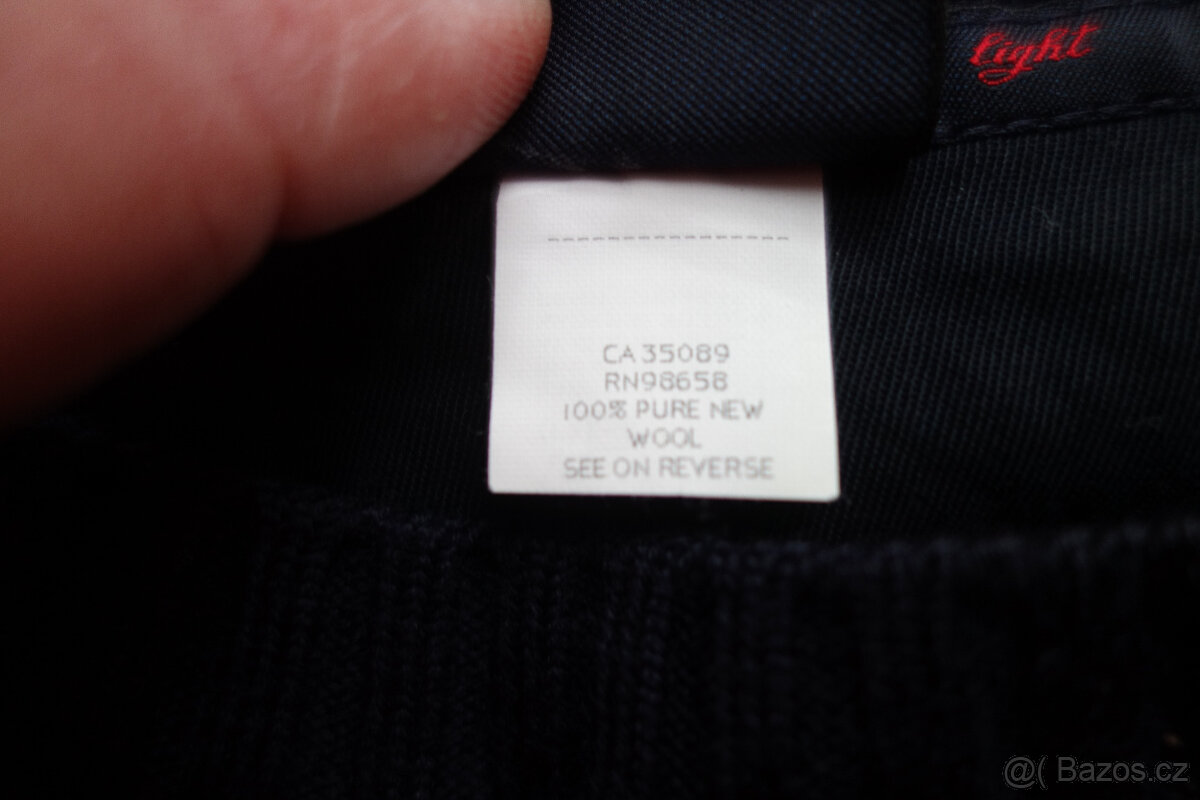 light
CA 35089
RN98658
100% PURE NEW
WOOL
SEE ON REVERSE
@( Bazos.cz